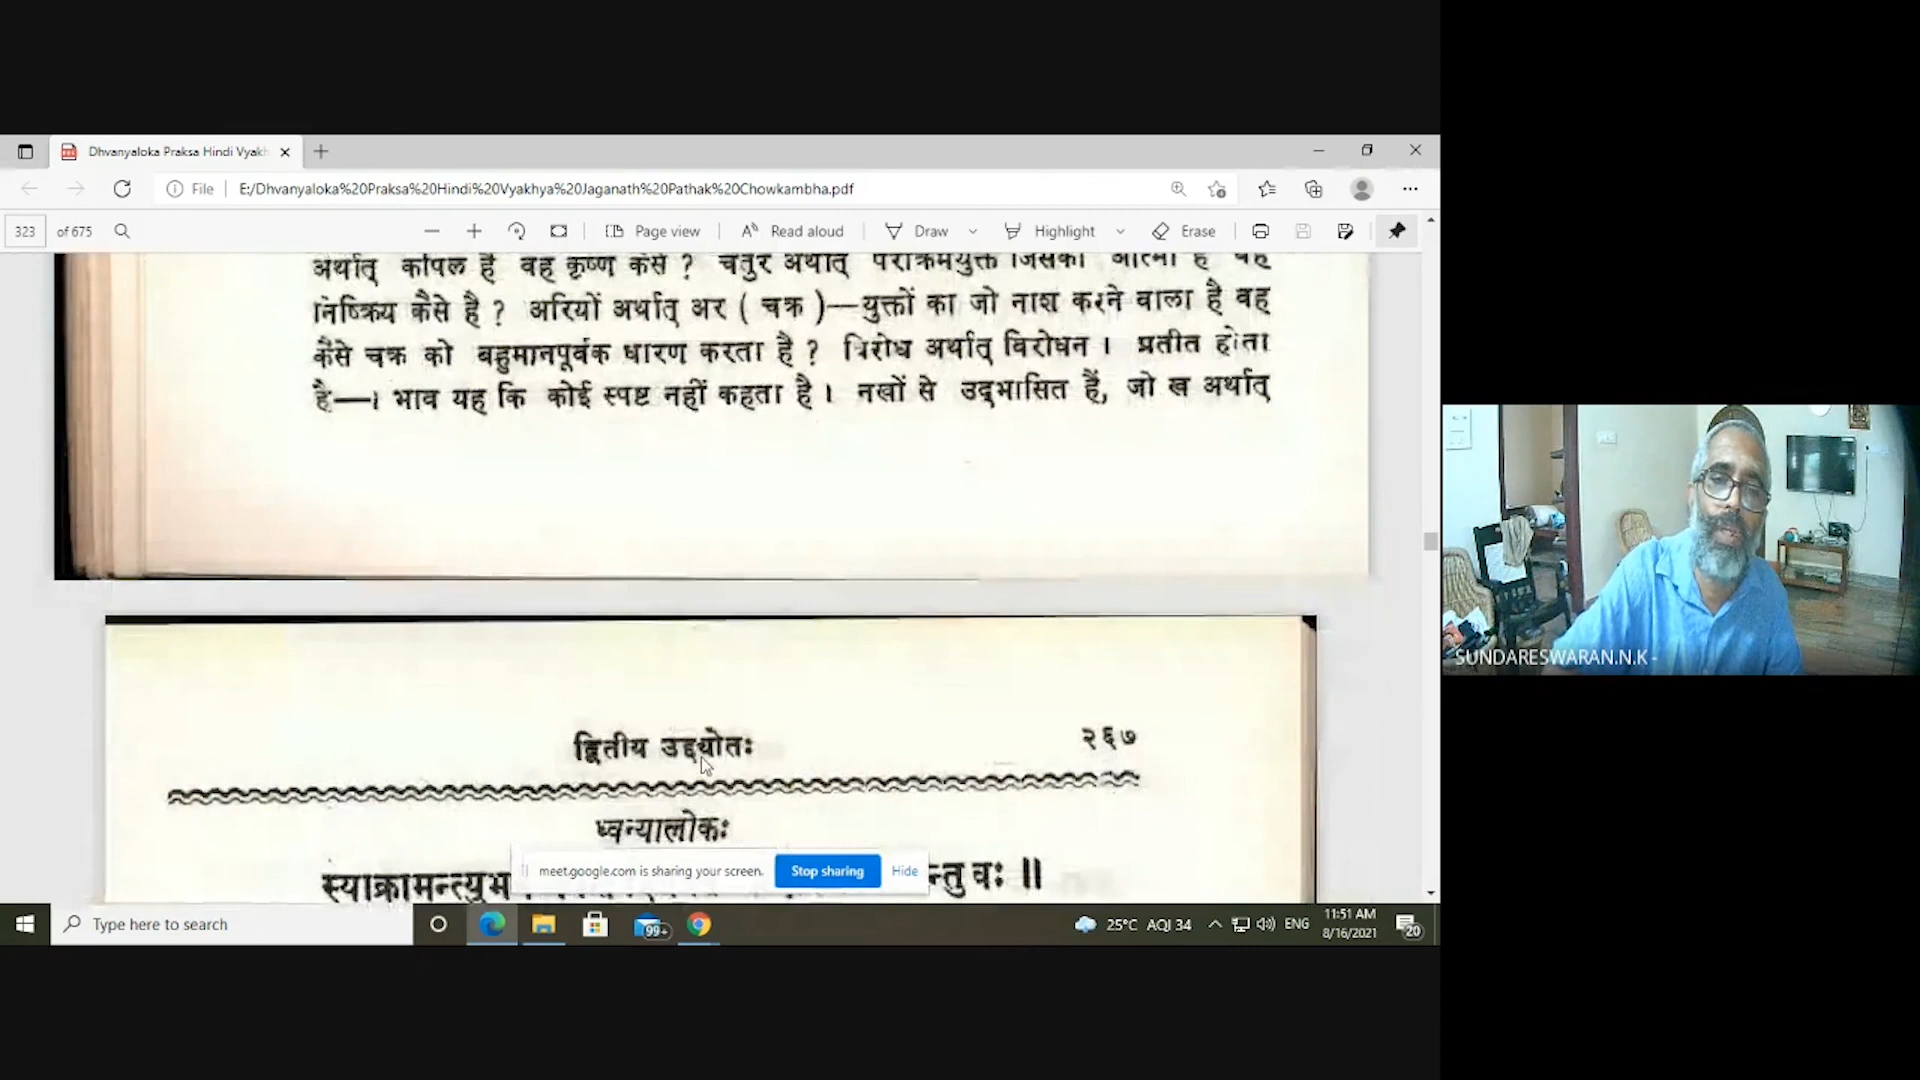 Dhvanyaloka Praksa Hindi Vyakh
File E:/Dhvanyaloka%20Praksa%20Hindi%20Vyakhya%20Jaganath%20Pathak%20Chowkambha.pdf
323 of 675 Page view Read aloud Draw Highlight Erase
अर्थात् कपिल है वह कृष्ण कैसे ? चतुर अर्थात् पराक्रमयुक्त जिसकी आत्मा है वह
निष्क्रिय कैसे है ? अरियों अर्थात् अर ( चक्र )—युक्तों का जो नाश करने वाला है वह
कैसे चक्र को बहुमानपूर्वक धारण करता है ? विरोध अर्थात् विरोधन । प्रतीत होता
है—। भाव यह कि कोई स्पष्ट नहीं कहता है । नखों से उद्भासित हैं, जो ख अर्थात्
द्वितीय उद्द्योतः २६७
ध्वन्यालोकः
स्याक्रामन्त्युभ न्तु वः ॥
meet.google.com is sharing your screen. Stop sharing Hide
SUNDARESWARAN.N.K -
Type here to search 99+ 25°C AQI 34 ENG 11:51 AM
8/16/2021 20